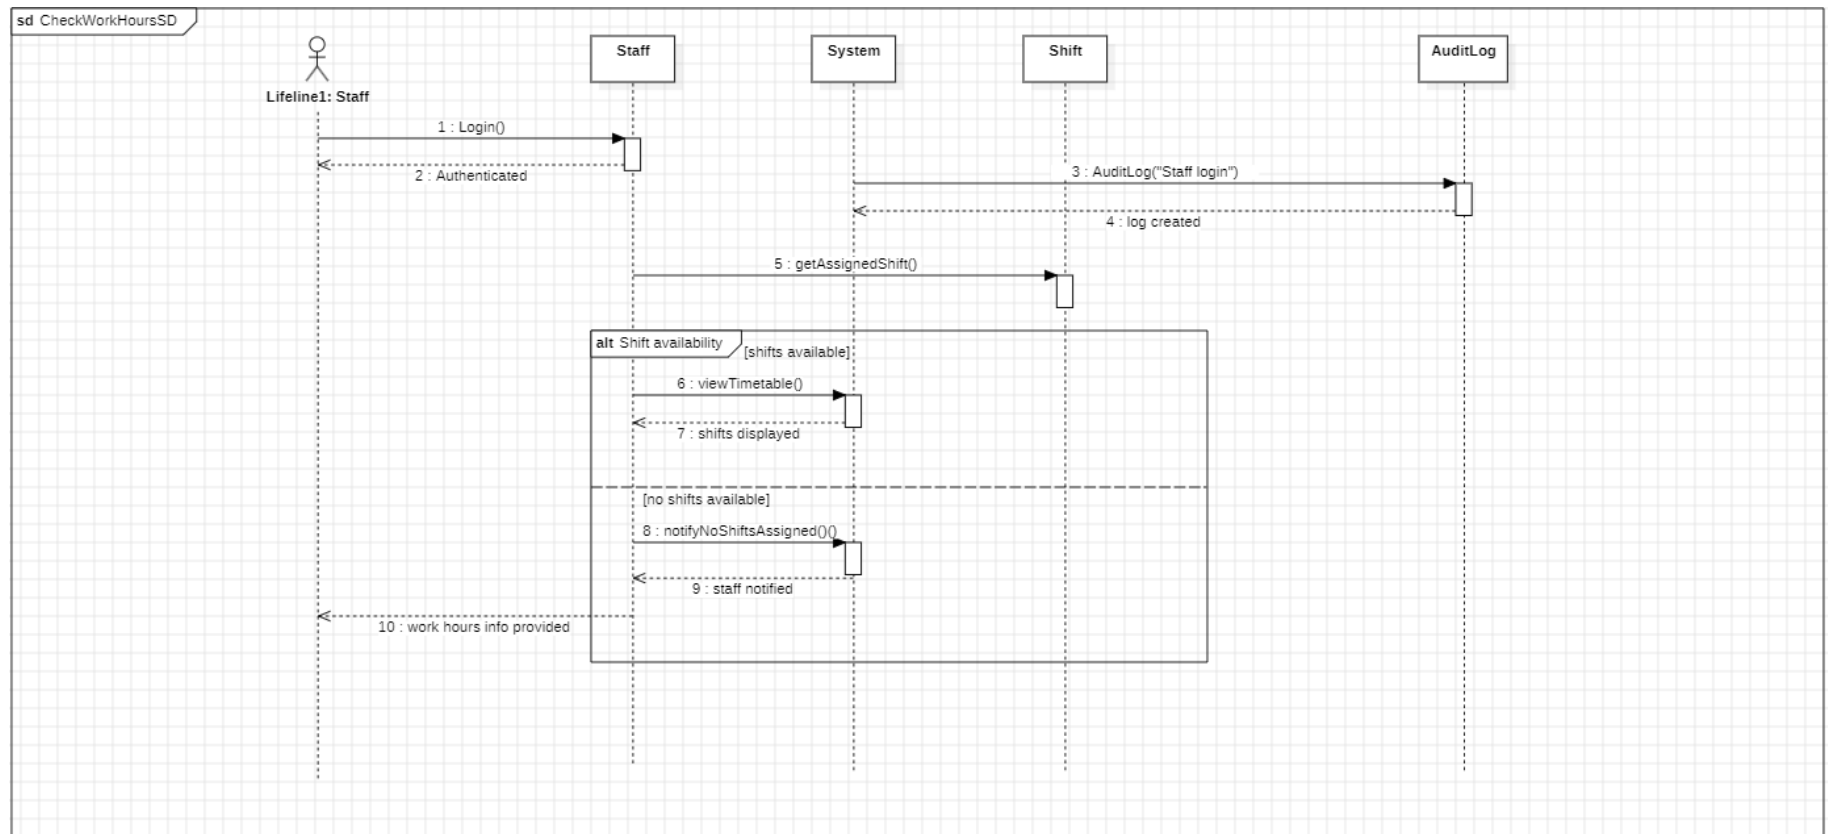 sd CheckWorkHoursSD
Staff
System
Shift
AuditLog
Lifeline1: Staff
1 : Login()
2 : Authenticated
3 : AuditLog("Staff login")
4 : log created
5 : getAssignedShift()
alt Shift availability
[shifts available]
6 : viewTimetable()
7 : shifts displayed
[no shifts available]
8 : notifyNoShiftsAssigned()()
9 : staff notified
10 : work hours info provided